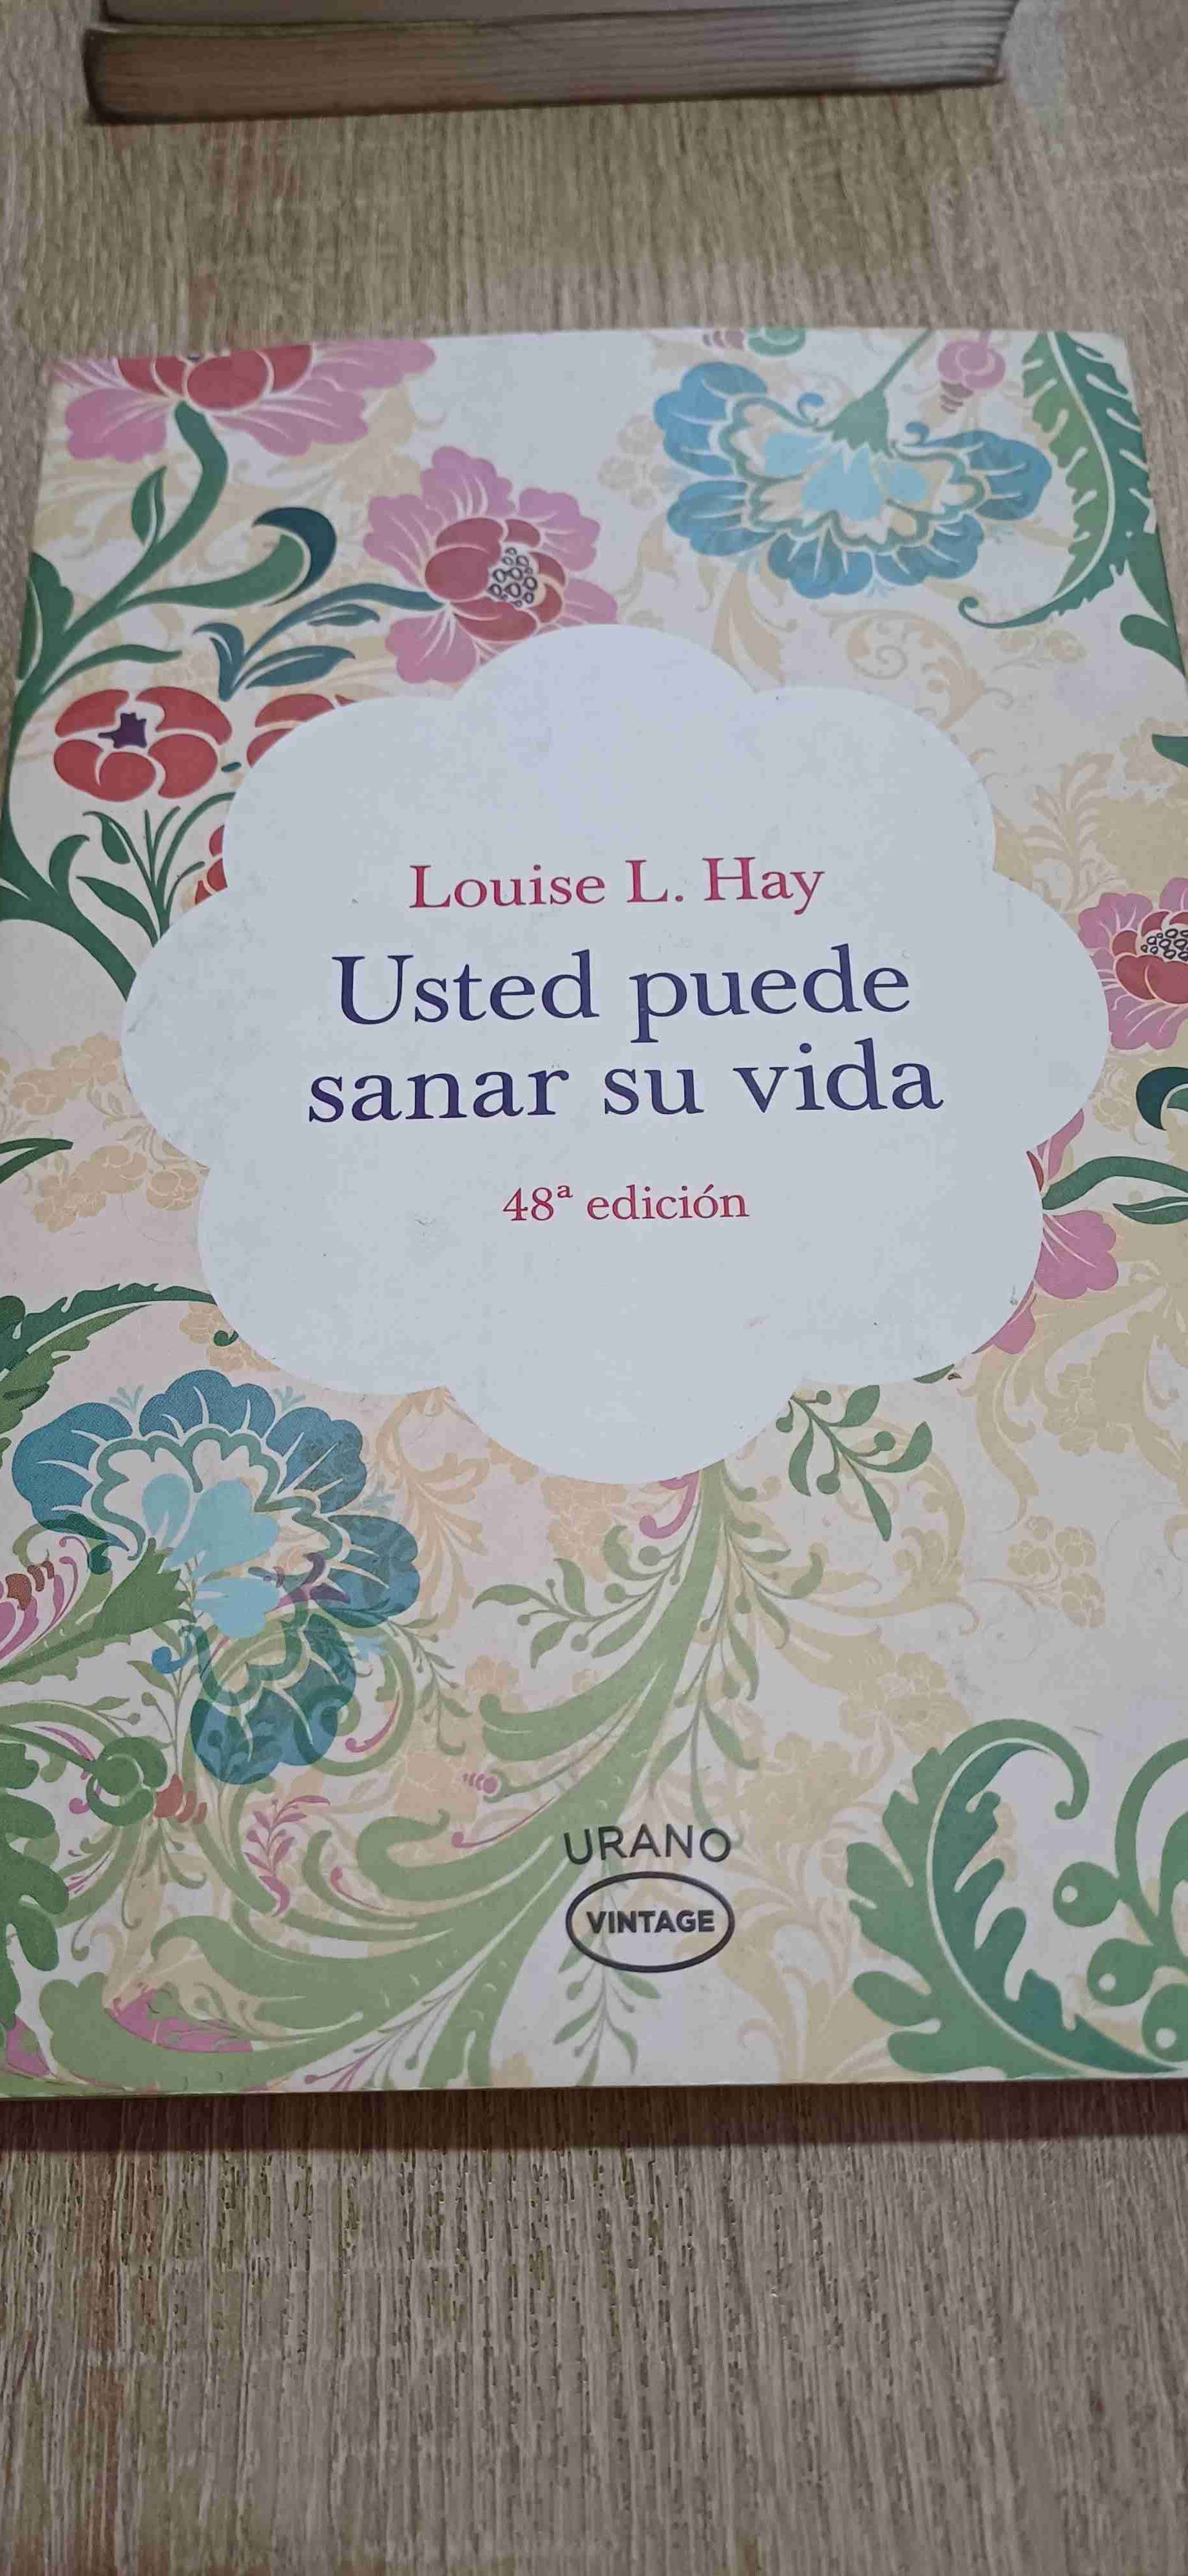 Louise L. Hay
Usted puede
sanar su vida
48ª edición
URANO
VINTAGE